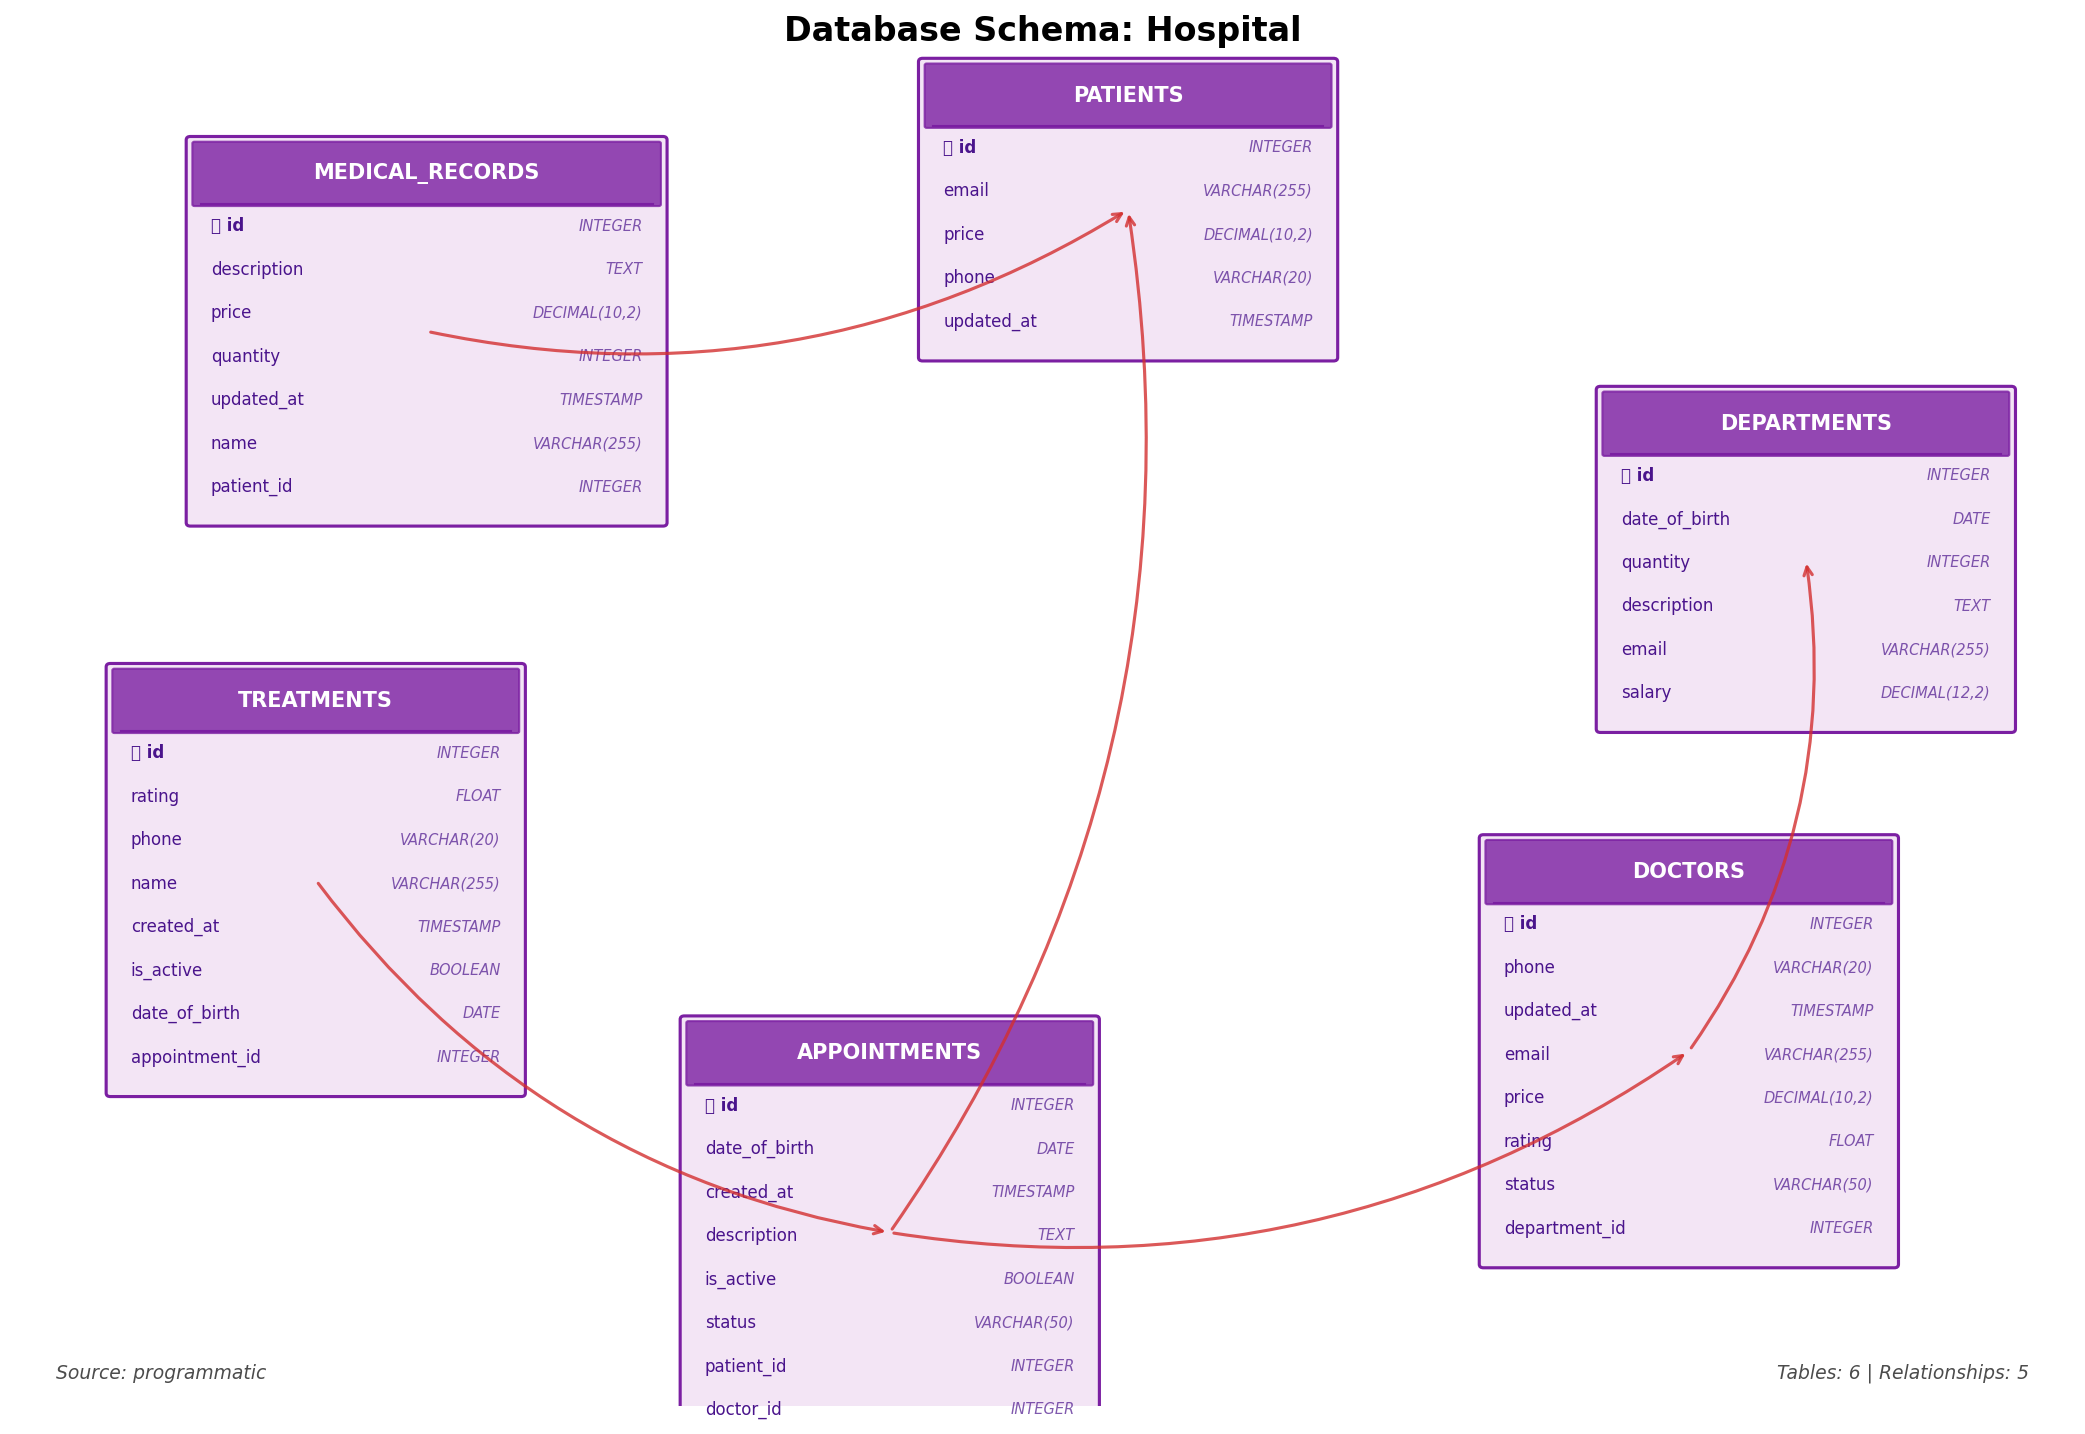 Database Schema: Hospital
PATIENTS
id INTEGER
email VARCHAR(255)
price DECIMAL(10,2)
phone VARCHAR(20)
updated_at TIMESTAMP
MEDICAL_RECORDS
id INTEGER
description TEXT
price DECIMAL(10,2)
quantity INTEGER
updated_at TIMESTAMP
name VARCHAR(255)
patient_id INTEGER
DEPARTMENTS
id INTEGER
date_of_birth DATE
quantity INTEGER
description TEXT
email VARCHAR(255)
salary DECIMAL(12,2)
TREATMENTS
id INTEGER
rating FLOAT
phone VARCHAR(20)
name VARCHAR(255)
created_at TIMESTAMP
is_active BOOLEAN
date_of_birth DATE
appointment_id INTEGER
DOCTORS
id INTEGER
phone VARCHAR(20)
updated_at TIMESTAMP
email VARCHAR(255)
price DECIMAL(10,2)
rating FLOAT
status VARCHAR(50)
department_id INTEGER
APPOINTMENTS
id INTEGER
date_of_birth DATE
created_at TIMESTAMP
description TEXT
is_active BOOLEAN
status VARCHAR(50)
patient_id INTEGER
doctor_id INTEGER
Source: programmatic
Tables: 6 | Relationships: 5